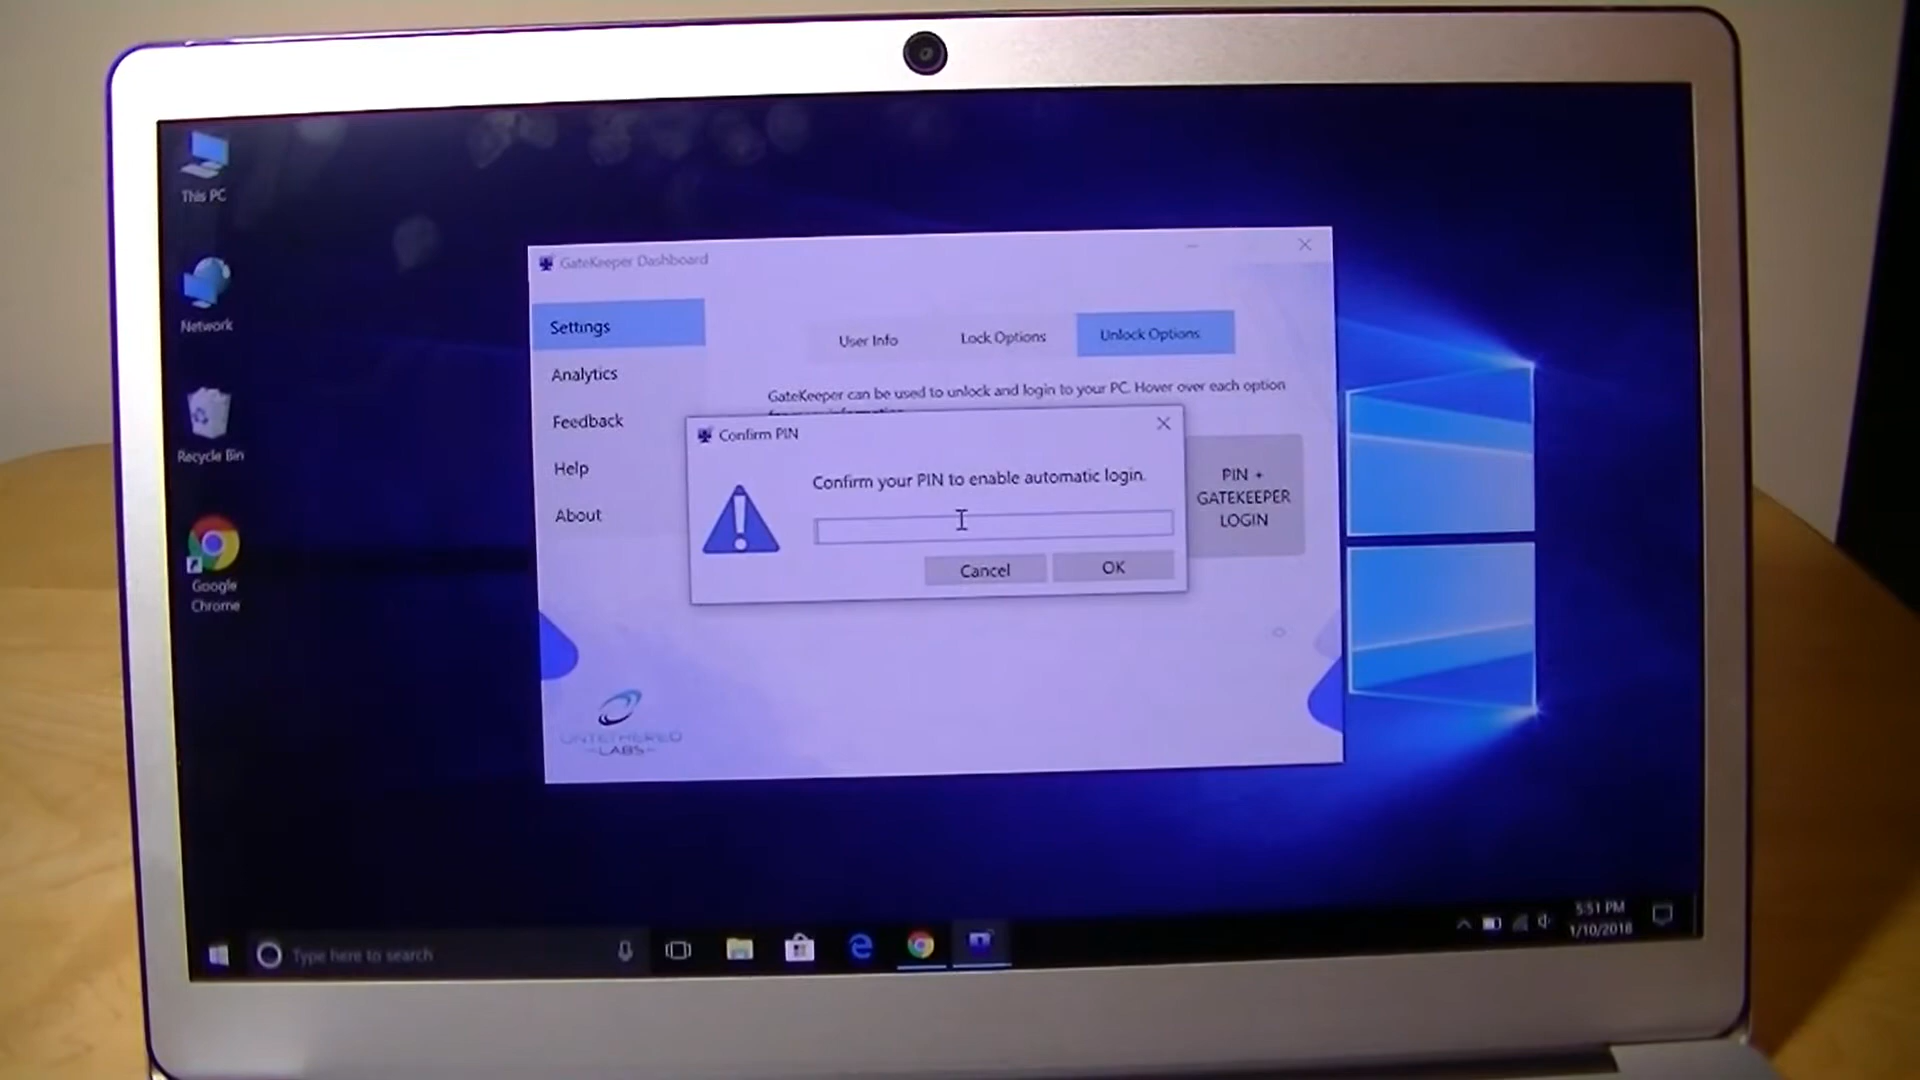 This PC
Network
Recycle Bin
Google
Chrome
GateKeeper Dashboard
Settings
Analytics
Feedback
Help
About
User Info
Lock Options
Unlock Options
GateKeeper can be used to unlock and login to your PC. Hover over each option
Confirm PIN
Confirm your PIN to enable automatic login.
Cancel
OK
PIN +
GATEKEEPER
LOGIN
UNTETHERED
LABS
Type here to search
5:51 PM
1/10/2018